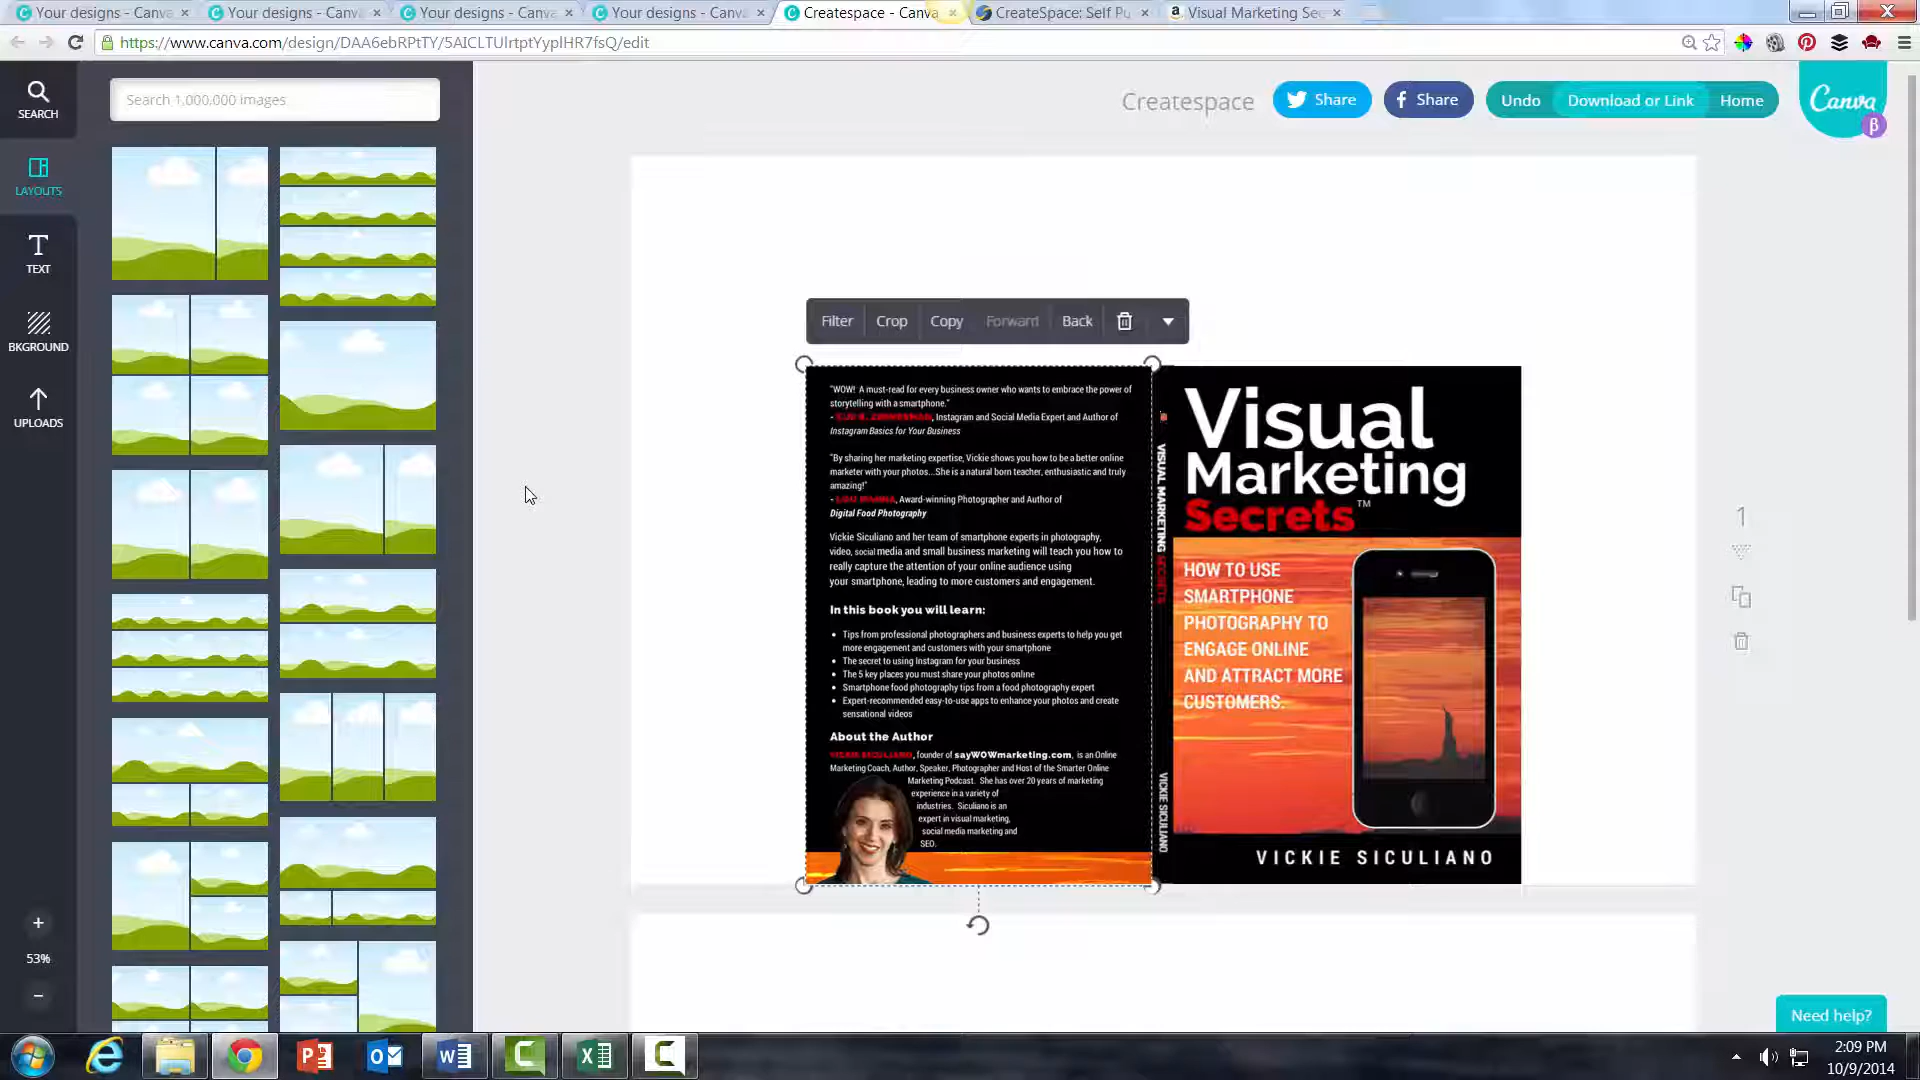 Your designs - Canva
Your designs - Canva
Your designs - Canva
Your designs - Canva
Createspace - Canva
CreateSpace: Self Pu
Visual Marketing Sec
https://www.canva.com/design/DAA6ebRPtTY/5AICLTUlrtptYyplHR7fsQ/edit
SEARCH
LAYOUTS
TEXT
BKGROUND
UPLOADS
53%
Search 1,000,000 images
Createspace
Share
Share
Undo
Download or Link
Home
Canva
β
Filter
Crop
Copy
Forward
Back
"WOW! A must-read for every business owner who wants to embrace the power of
storytelling with a smartphone."
- , Instagram and Social Media Expert and Author of
Instagram Basics for Your Business
"By sharing her marketing expertise, Vickie shows you how to be a better online
marketer with your photos...She is a natural born teacher, enthusiastic and truly
amazing!"
- , Award-winning Photographer and Author of
Digital Food Photography
Vickie Siculiano and her team of smartphone experts in photography,
video, social media and small business marketing will teach you how to
really capture the attention of your online audience using
your smartphone, leading to more customers and engagement.
In this book you will learn:
• Tips from professional photographers and business experts to help you get
more engagement and customers with your smartphone
• The secret to using Instagram for your business
• The 5 key places you must share your photos online
• Smartphone food photography tips from a food photography expert
• Expert-recommended easy-to-use apps to enhance your photos and create
sensational videos
About the Author
VICKIE SICULIANO, founder of sayWOWmarketing.com, is an Online
Marketing Coach, Author, Speaker, Photographer and Host of the Smarter Online
Marketing Podcast. She has over 20 years of marketing
experience in a variety of
industries. Siculiano is an
expert in visual marketing,
social media marketing and
SEO.
VISUAL MARKETING SECRETS
VICKIE SICULIANO
Visual
Marketing
Secrets™
HOW TO USE
SMARTPHONE
PHOTOGRAPHY TO
ENGAGE ONLINE
AND ATTRACT MORE
CUSTOMERS.
VICKIE SICULIANO
1
Need help?
2:09 PM
10/9/2014